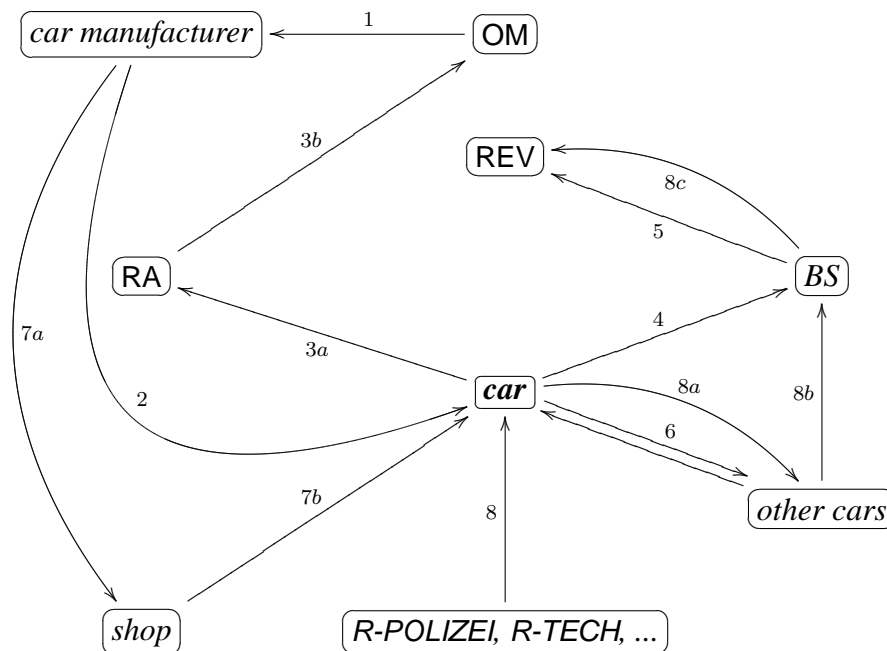 car manufacturer
1
OM
3b
REV
8c
5
RA
BS
7a
3a
4
2
car
8a
8b
6
7b
8
other cars
shop
R-POLIZEI, R-TECH, ...